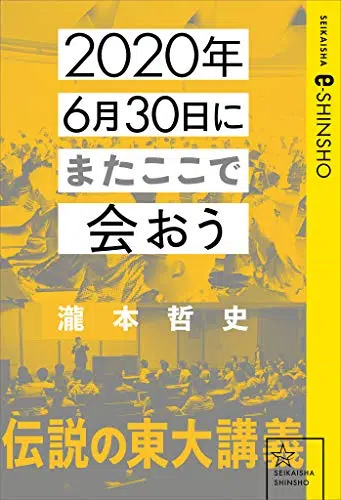 2020年
6月30日に
またここで
会おう
瀧本哲史
伝説の東大講義
SEIKAISHA
e-SHINSHO
SEIKAISHA
SHINSHO